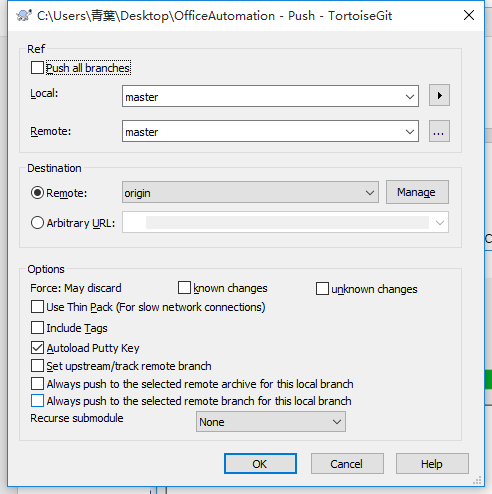 C:\Users\青葉\Desktop\OfficeAutomation - Push - TortoiseGit
Ref
Push all branches
Local:
master
Remote:
master
...
Destination
Remote:
origin
Manage
Arbitrary URL:
Options
Force: May discard
known changes
unknown changes
Use Thin Pack (For slow network connections)
Include Tags
Autoload Putty Key
Set upstream/track remote branch
Always push to the selected remote archive for this local branch
Always push to the selected remote branch for this local branch
Recurse submodule
None
OK
Cancel
Help